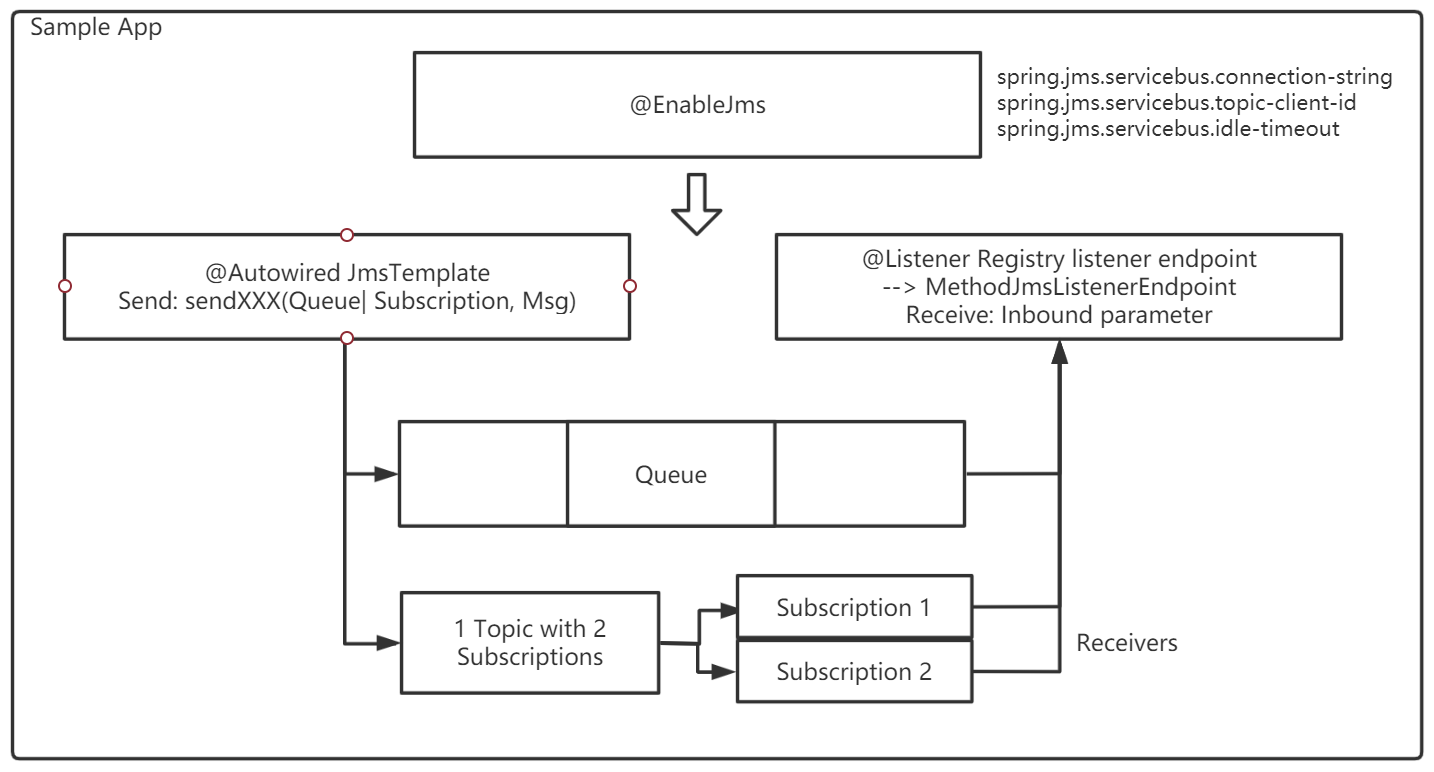 Sample App
@EnableJms
spring.jms.servicebus.connection-string
spring.jms.servicebus.topic-client-id
spring.jms.servicebus.idle-timeout
@Autowired JmsTemplate
Send: sendXXX(Queue| Subscription, Msg)
@Listener Registry listener endpoint
--> MethodJmsListenerEndpoint
Receive: Inbound parameter
Queue
1 Topic with 2
Subscriptions
Subscription 1
Subscription 2
Receivers